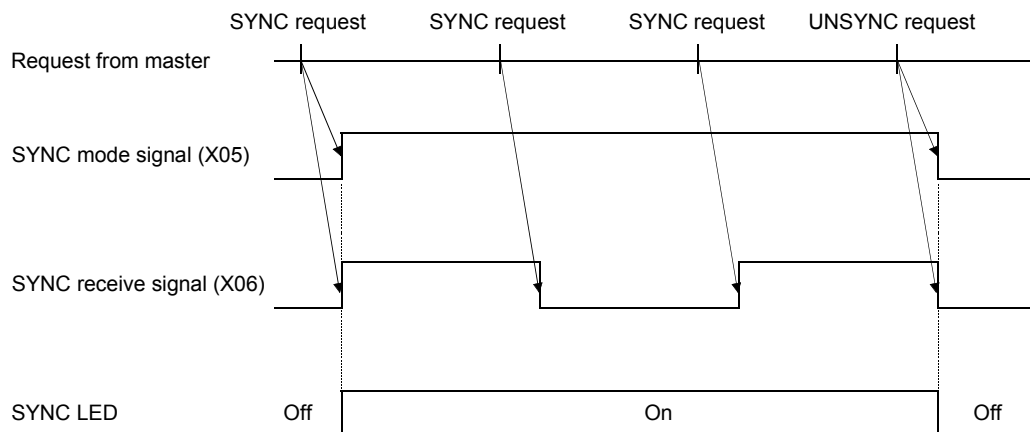 SYNC request SYNC request SYNC request UNSYNC request
Request from master
SYNC mode signal (X05)
SYNC receive signal (X06)
SYNC LED Off On Off